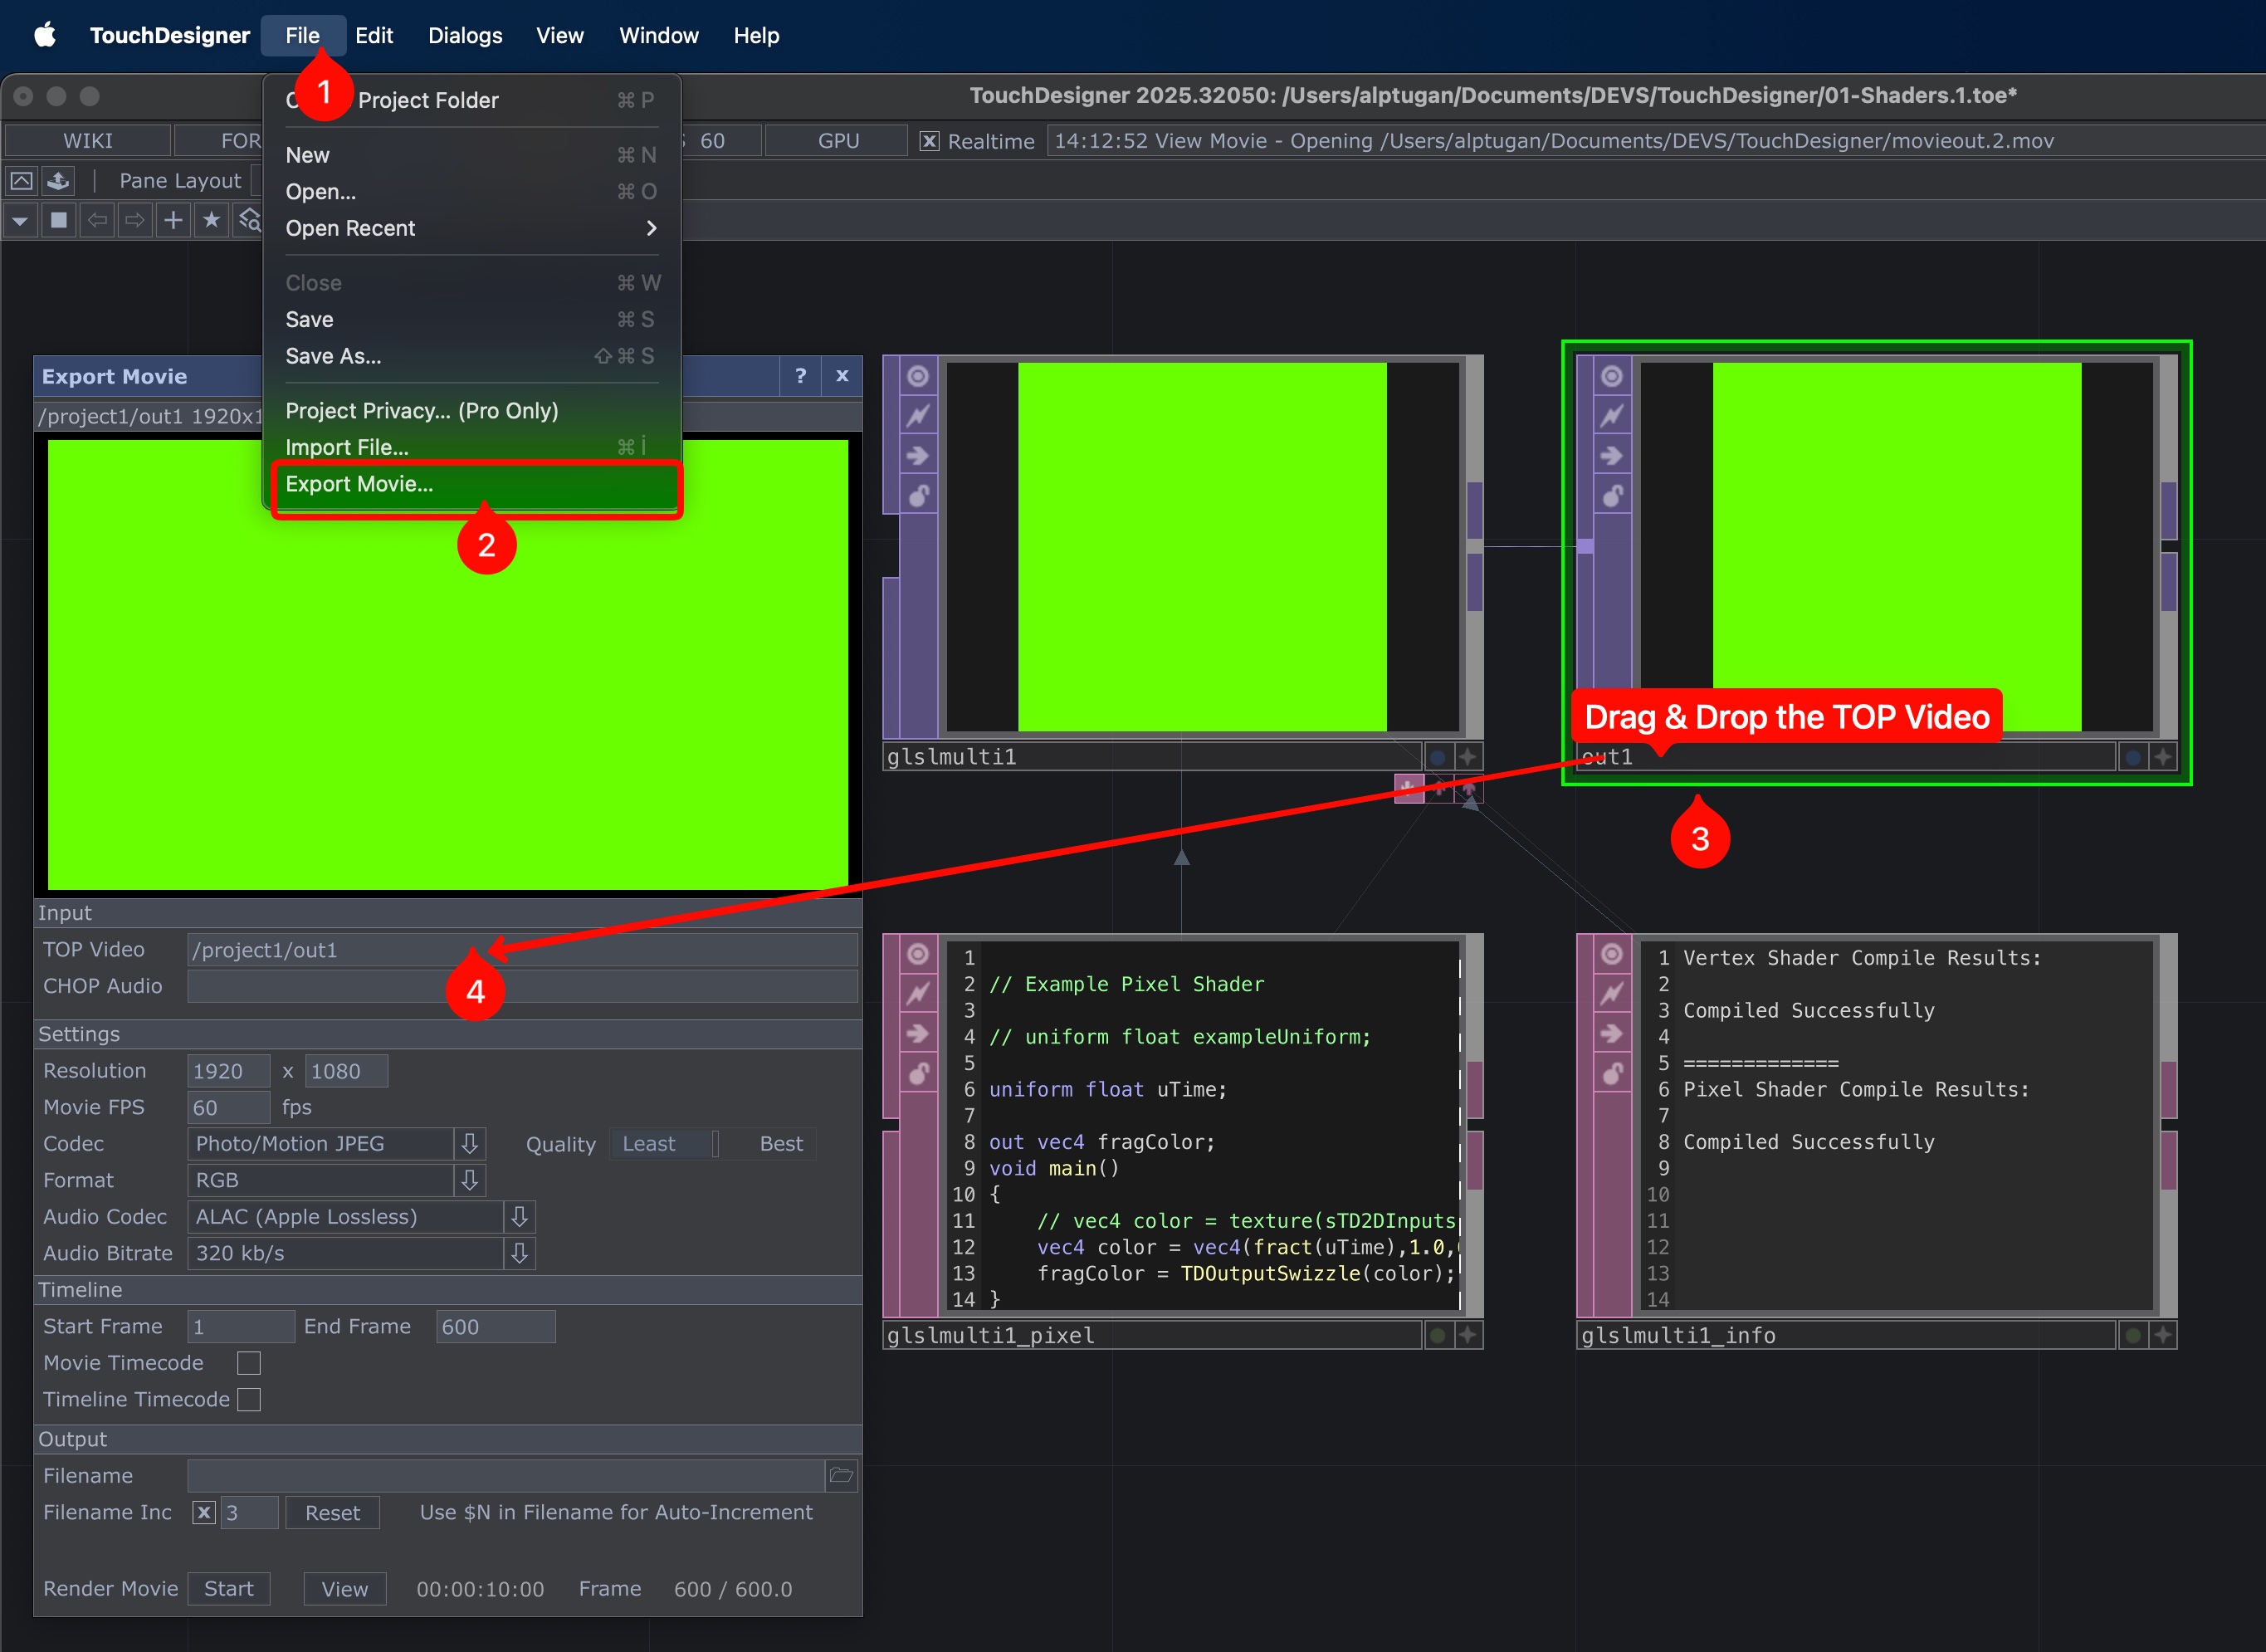 TouchDesigner File Edit Dialogs View Window Help
1
TouchDesigner 2025.32050: /Users/alptugan/Documents/DEVS/TouchDesigner/01-Shaders.1.toe*
Project Folder ⌘ P
WIKI
60
GPU
x Realtime
14:12:52 View Movie - Opening /Users/alptugan/Documents/DEVS/TouchDesigner/movieout.2.mov
Pane Layout
New ⌘ N
Open... ⌘ O
Open Recent
Close ⌘ W
Save ⌘ S
Save As... ⇧ ⌘ S
Project Privacy... (Pro Only)
Import File... ⌘ i
Export Movie...
2
Export Movie ? x
/project1/out1
Input
TOP Video /project1/out1
CHOP Audio
4
Settings
Resolution 1920 x 1080
Movie FPS 60 fps
Codec Photo/Motion JPEG Quality Least Best
Format RGB
Audio Codec ALAC (Apple Lossless)
Audio Bitrate 320 kb/s
Timeline
Start Frame 1 End Frame 600
Movie Timecode
Timeline Timecode
Output
Filename
Filename Inc x 3 Reset Use $N in Filename for Auto-Increment
Render Movie Start View 00:00:10:00 Frame 600 / 600.0
glslmulti1
Drag & Drop the TOP Video
out1
3
1
2 // Example Pixel Shader
3
4 // uniform float exampleUniform;
5
6 uniform float uTime;
7
8 out vec4 fragColor;
9 void main()
10 {
11 // vec4 color = texture(sTD2DInputs
12 vec4 color = vec4(fract(uTime),1.0,
13 fragColor = TDOutputSwizzle(color);
14 }
glslmulti1_pixel
1 Vertex Shader Compile Results:
2
3 Compiled Successfully
4
5 =============
6 Pixel Shader Compile Results:
7
8 Compiled Successfully
9
10
11
12
13
14
glslmulti1_info